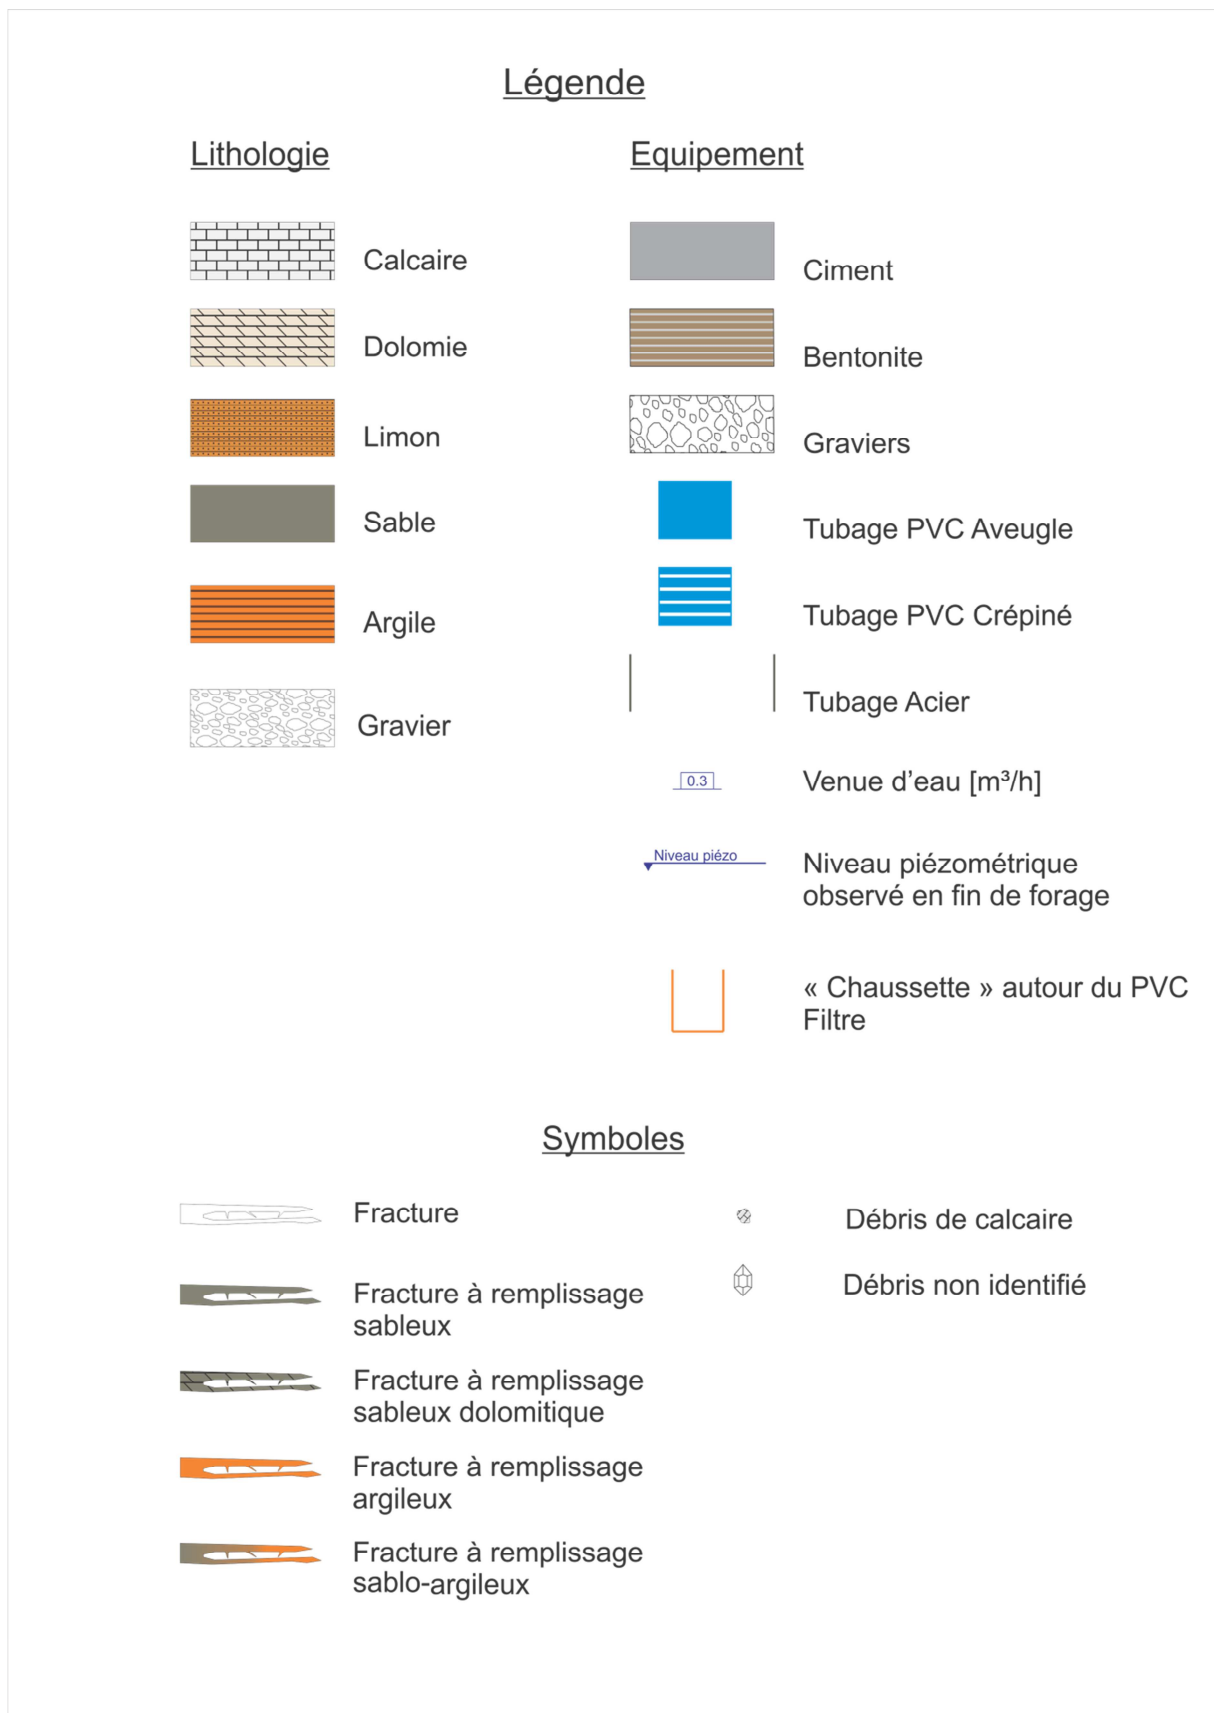 Légende
Lithologie
Calcaire
Dolomie
Limon
Sable
Argile
Gravier
Equipement
Ciment
Bentonite
Graviers
Tubage PVC Aveugle
Tubage PVC Crépiné
Tubage Acier
0.3
Venue d’eau [m³/h]
Niveau piézo
Niveau piézométrique
observé en fin de forage
« Chaussette » autour du PVC
Filtre
Symboles
Fracture
Fracture à remplissage
sableux
Fracture à remplissage
sableux dolomitique
Fracture à remplissage
argileux
Fracture à remplissage
sablo-argileux
Débris de calcaire
Débris non identifié